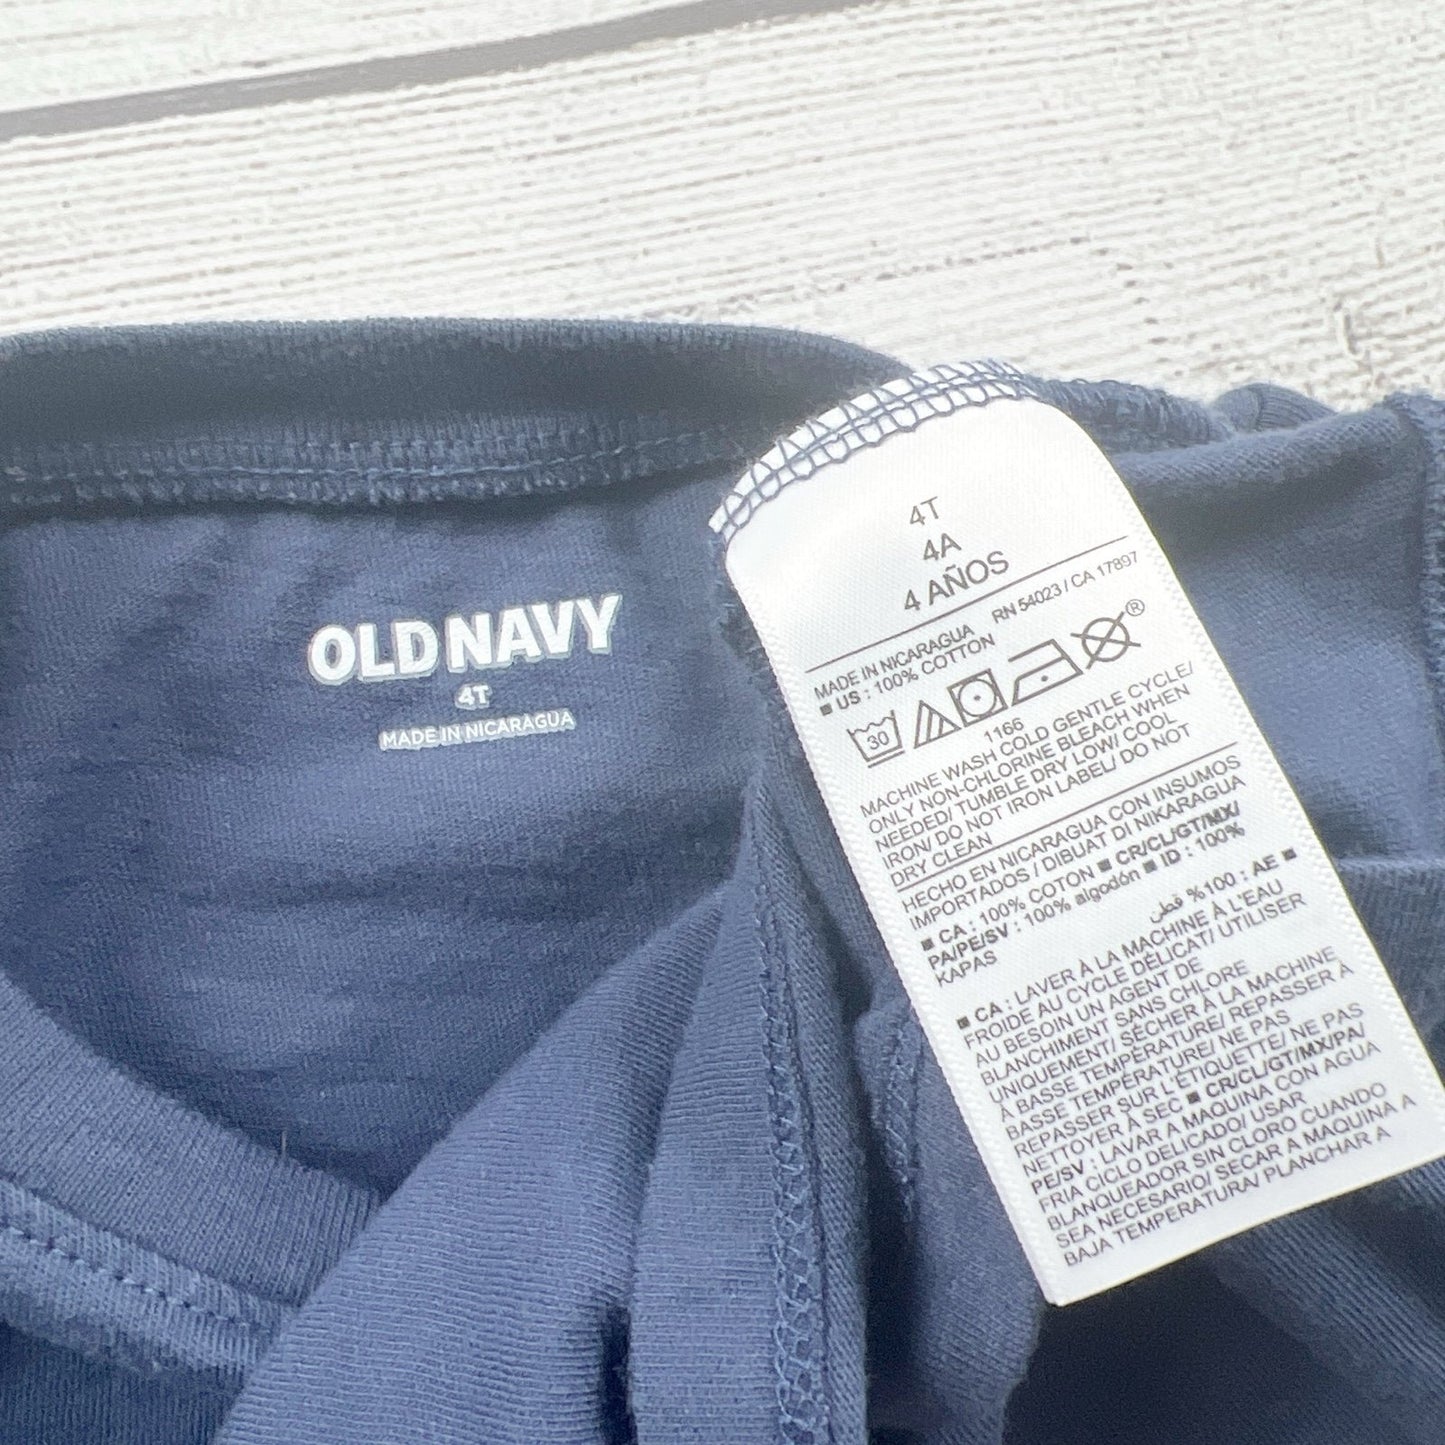 OLD NAVY
4T
MADE IN NICARAGUA
4T
4A
4 AÑOS
RN 54023 / CA 17897
MADE IN NICARAGUA
■ US : 100% COTTON
30
®
1166
MACHINE WASH COLD GENTLE CYCLE/
ONLY NON-CHLORINE BLEACH WHEN
NEEDED/ TUMBLE DRY LOW/ COOL
IRON/ DO NOT IRON LABEL/ DO NOT
DRY CLEAN
HECHO EN NICARAGUA CON INSUMOS
IMPORTADOS / DIBUAT DI NIKARAGUA
■ CA : 100% COTON ■ CR/CL/GT/MX/
PA/PE/SV : 100% algodón ■ ID : 100%
KAPAS
■ AE : 100% قطن
■ CA : LAVER À LA MACHINE À L'EAU
FROIDE AU CYCLE DÉLICAT/ UTILISER
AU BESOIN UN AGENT DE
BLANCHIMENT SANS CHLORE
UNIQUEMENT/ SÉCHER À LA MACHINE
À BASSE TEMPÉRATURE/ REPASSER À
BASSE TEMPÉRATURE/ NE PAS
REPASSER SUR L'ÉTIQUETTE/ NE PAS
NETTOYER À SEC ■ CR/CL/GT/MX/PA/
PE/SV : LAVAR A MAQUINA CON AGUA
FRIA CICLO DELICADO/ USAR
BLANQUEADOR SIN CLORO CUANDO
SEA NECESARIO/ SECAR A MAQUINA A
BAJA TEMPERATURA/ PLANCHAR A